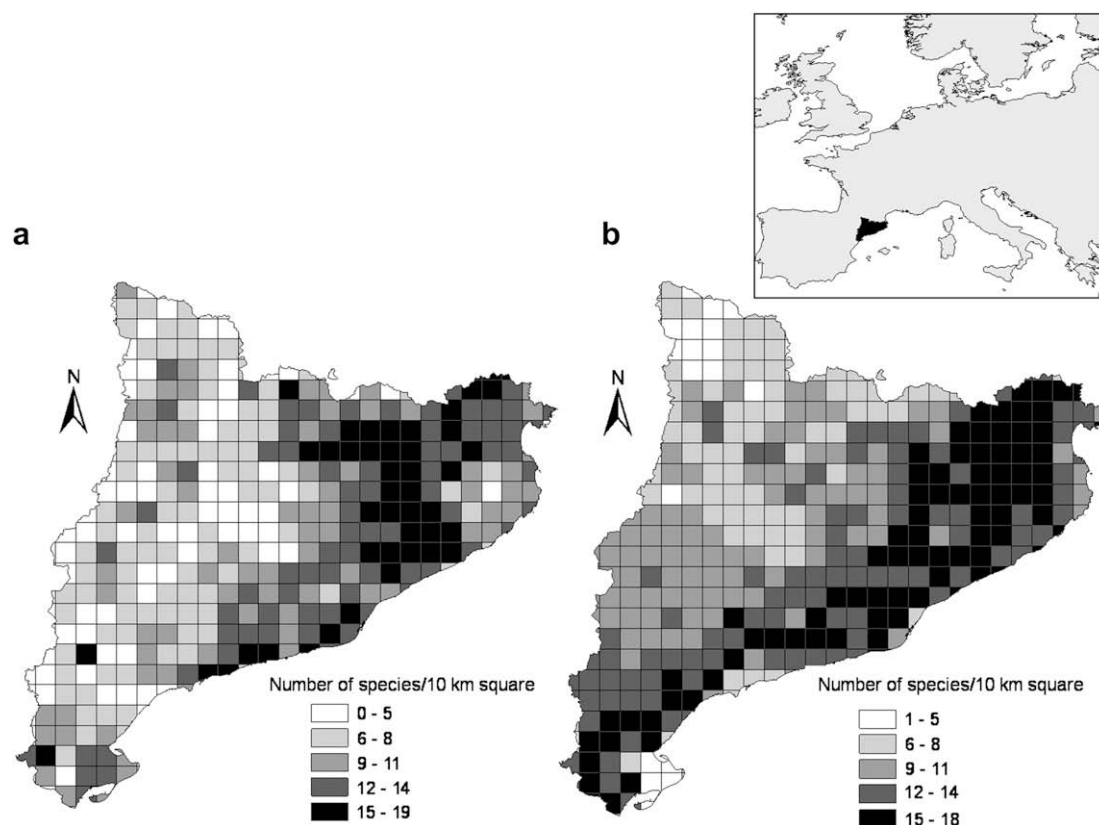 a
b
N
N
Number of species/10 km square
0 - 5
6 - 8
9 - 11
12 - 14
15 - 19
Number of species/10 km square
1 - 5
6 - 8
9 - 11
12 - 14
15 - 18